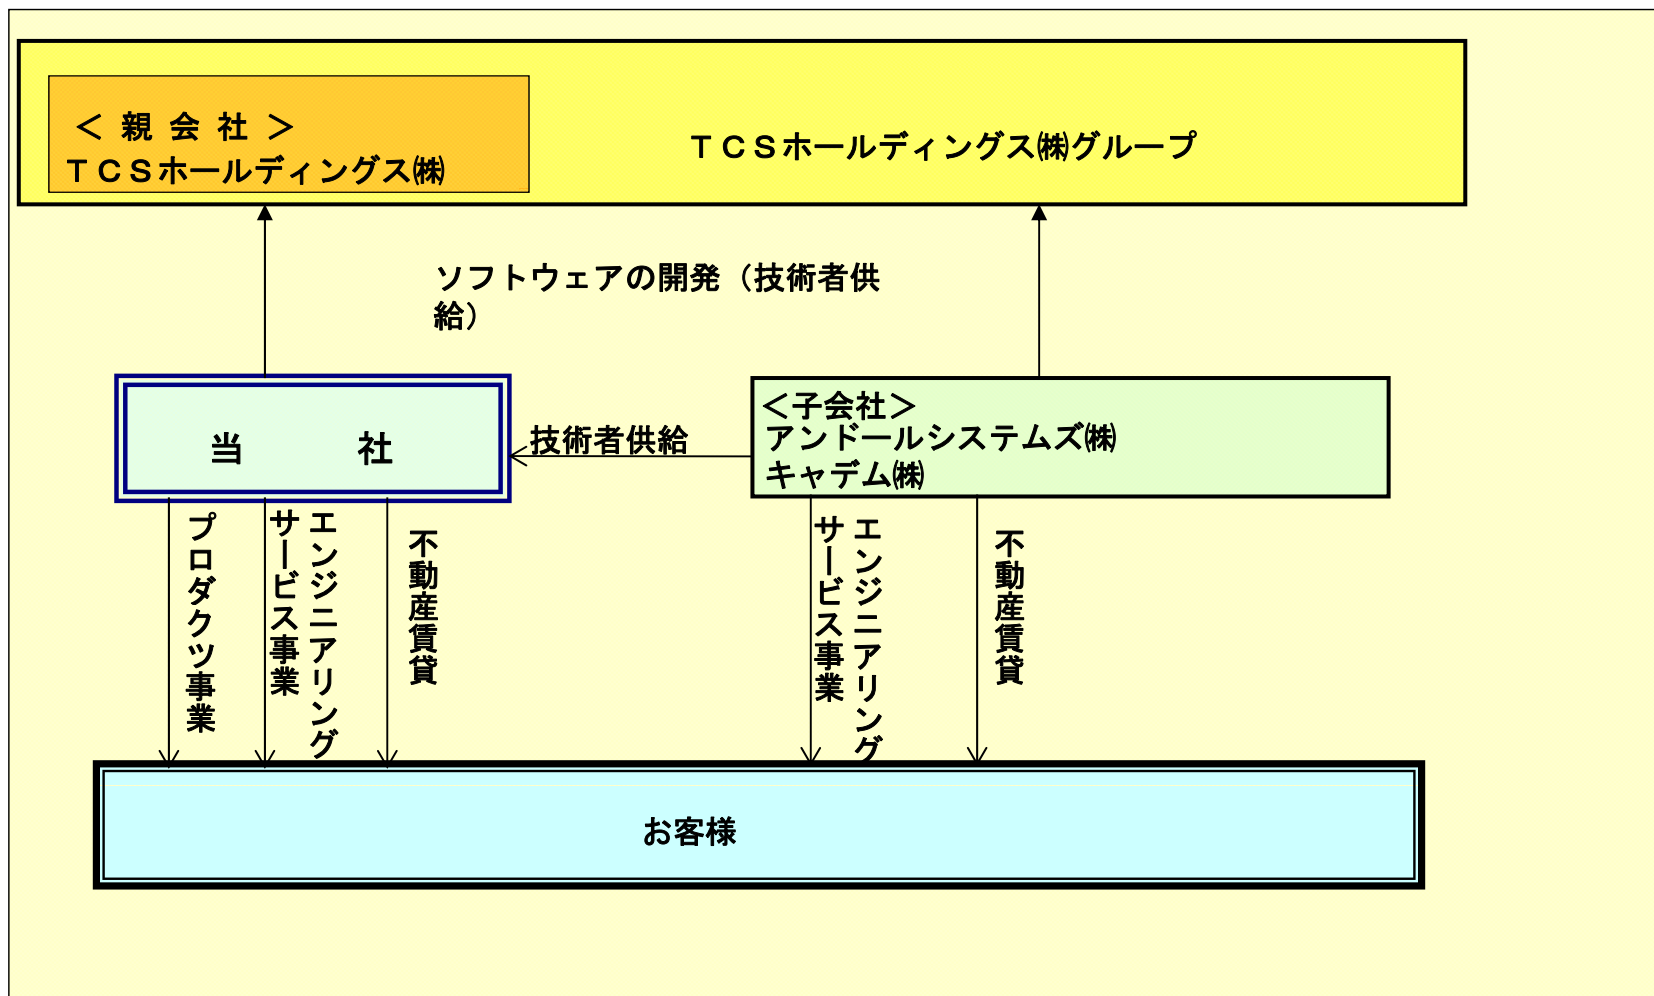 ＜ 親 会 社 ＞
ＴＣＳホールディングス㈱
ＴＣＳホールディングス㈱グループ
ソフトウェアの開発（技術者供
給）
当　　　社
技術者供給
＜子会社＞
アンドールシステムズ㈱
キャデム㈱
プロダクツ事業
エンジニアリング
サービス事業
不動産賃貸
エンジニアリング
サービス事業
不動産賃貸
お客様